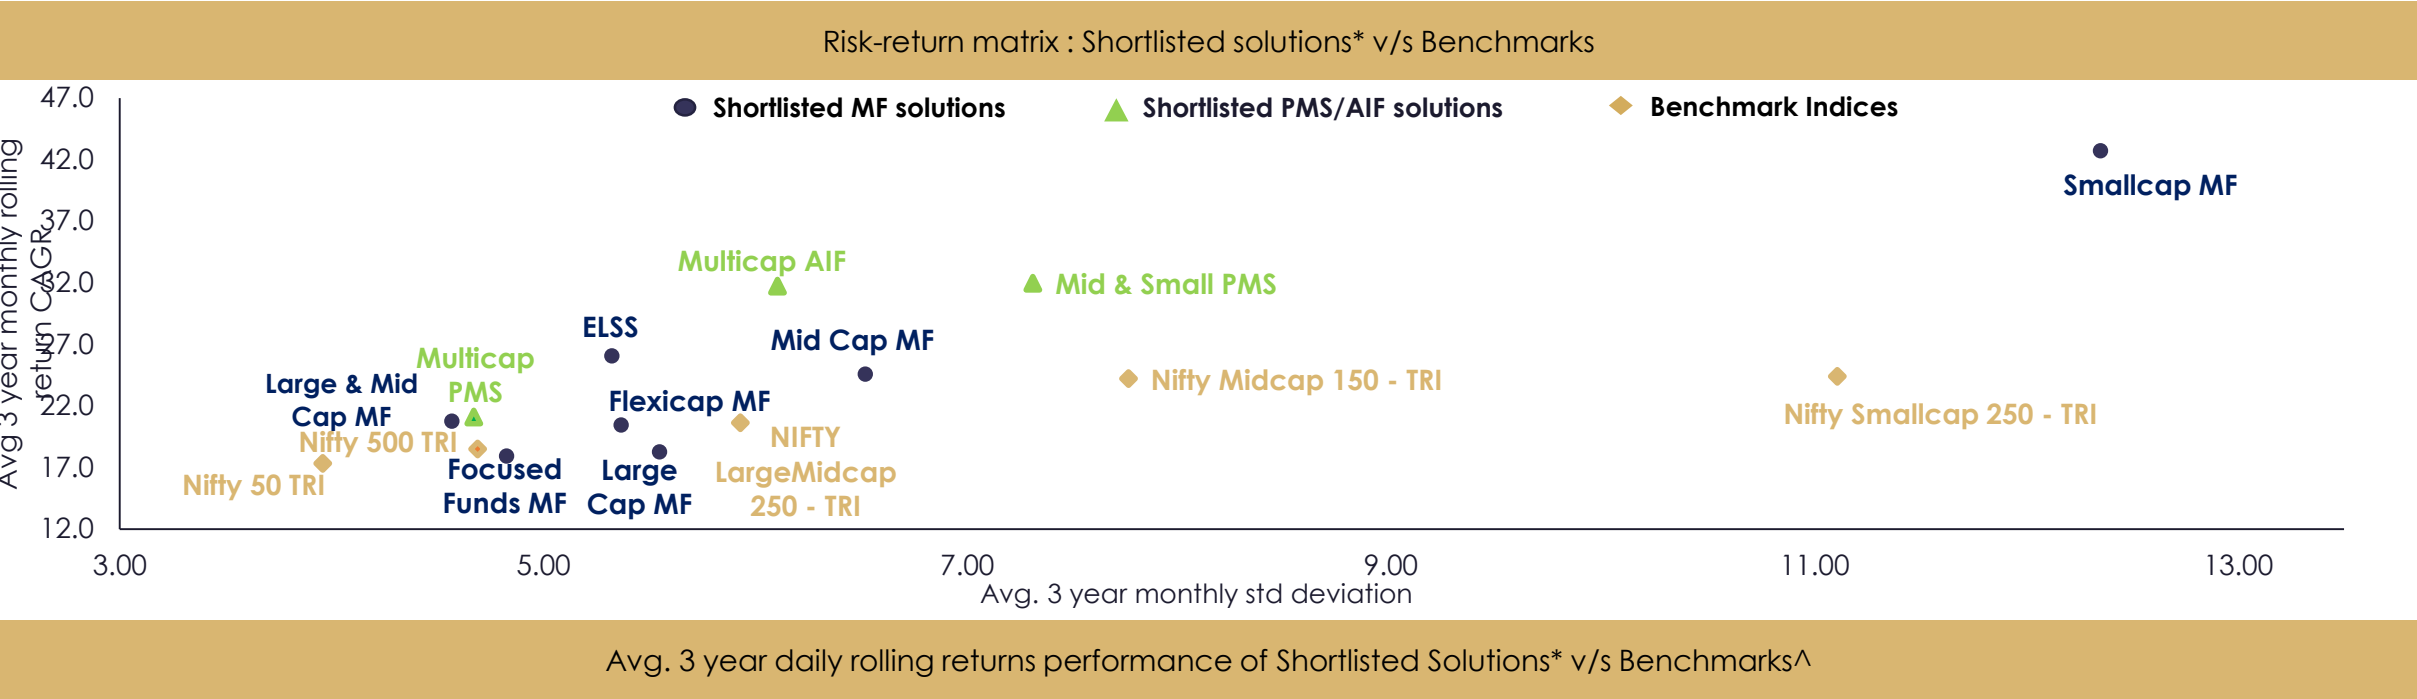 Risk-return matrix : Shortlisted solutions* v/s Benchmarks
Avg 3 year monthly rolling
return CAGR
47.0
42.0
37.0
32.0
27.0
22.0
17.0
12.0
Shortlisted MF solutions
Shortlisted PMS/AIF solutions
Benchmark Indices
Smallcap MF
Multicap AIF
Mid & Small PMS
ELSS
Mid Cap MF
Multicap
PMS
Large & Mid
Cap MF
Nifty Midcap 150 - TRI
Flexicap MF
Nifty Smallcap 250 - TRI
Nifty 500 TRI
NIFTY
LargeMidcap
250 - TRI
Nifty 50 TRI
Focused
Funds MF
Large
Cap MF
3.00
5.00
7.00
9.00
11.00
13.00
Avg. 3 year monthly std deviation
Avg. 3 year daily rolling returns performance of Shortlisted Solutions* v/s Benchmarks^